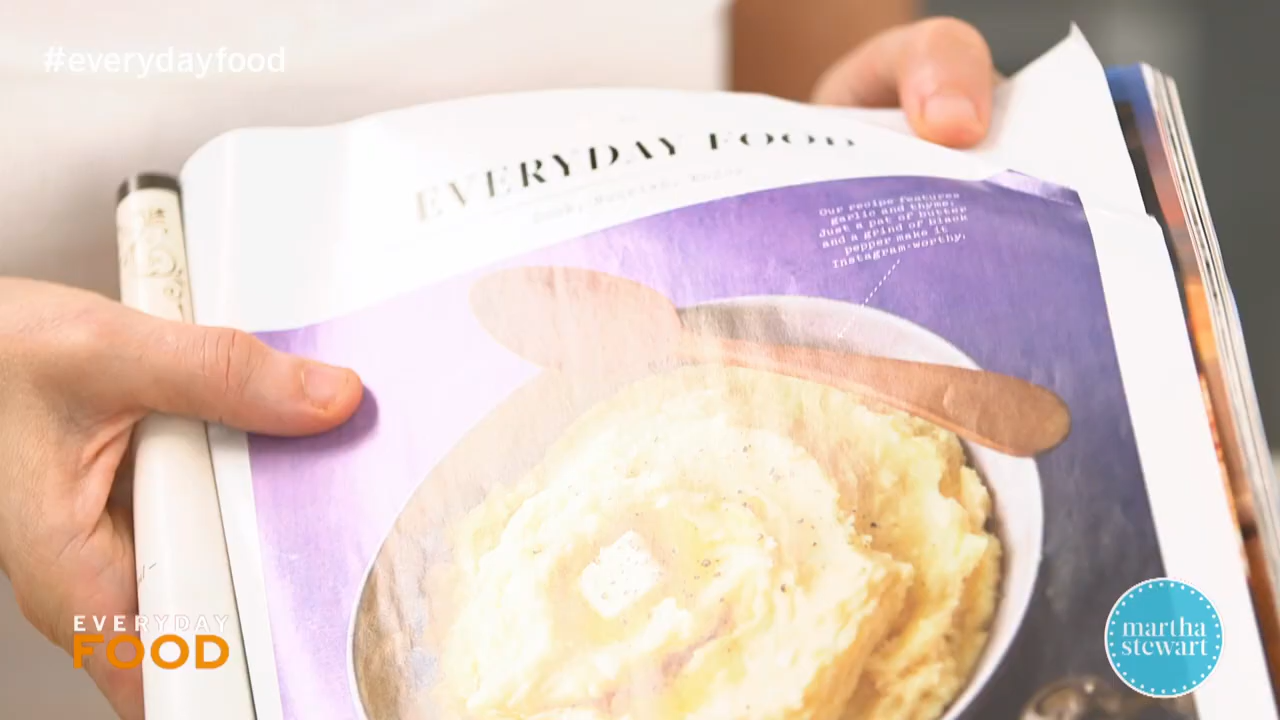 #everydayfood
EVERYDAY FOOD
Our recipe features
garlic and thyme.
Just a pat of butter
and a grind of black
pepper make it
Instagram-worthy.
EVERYDAY
FOOD
martha
stewart